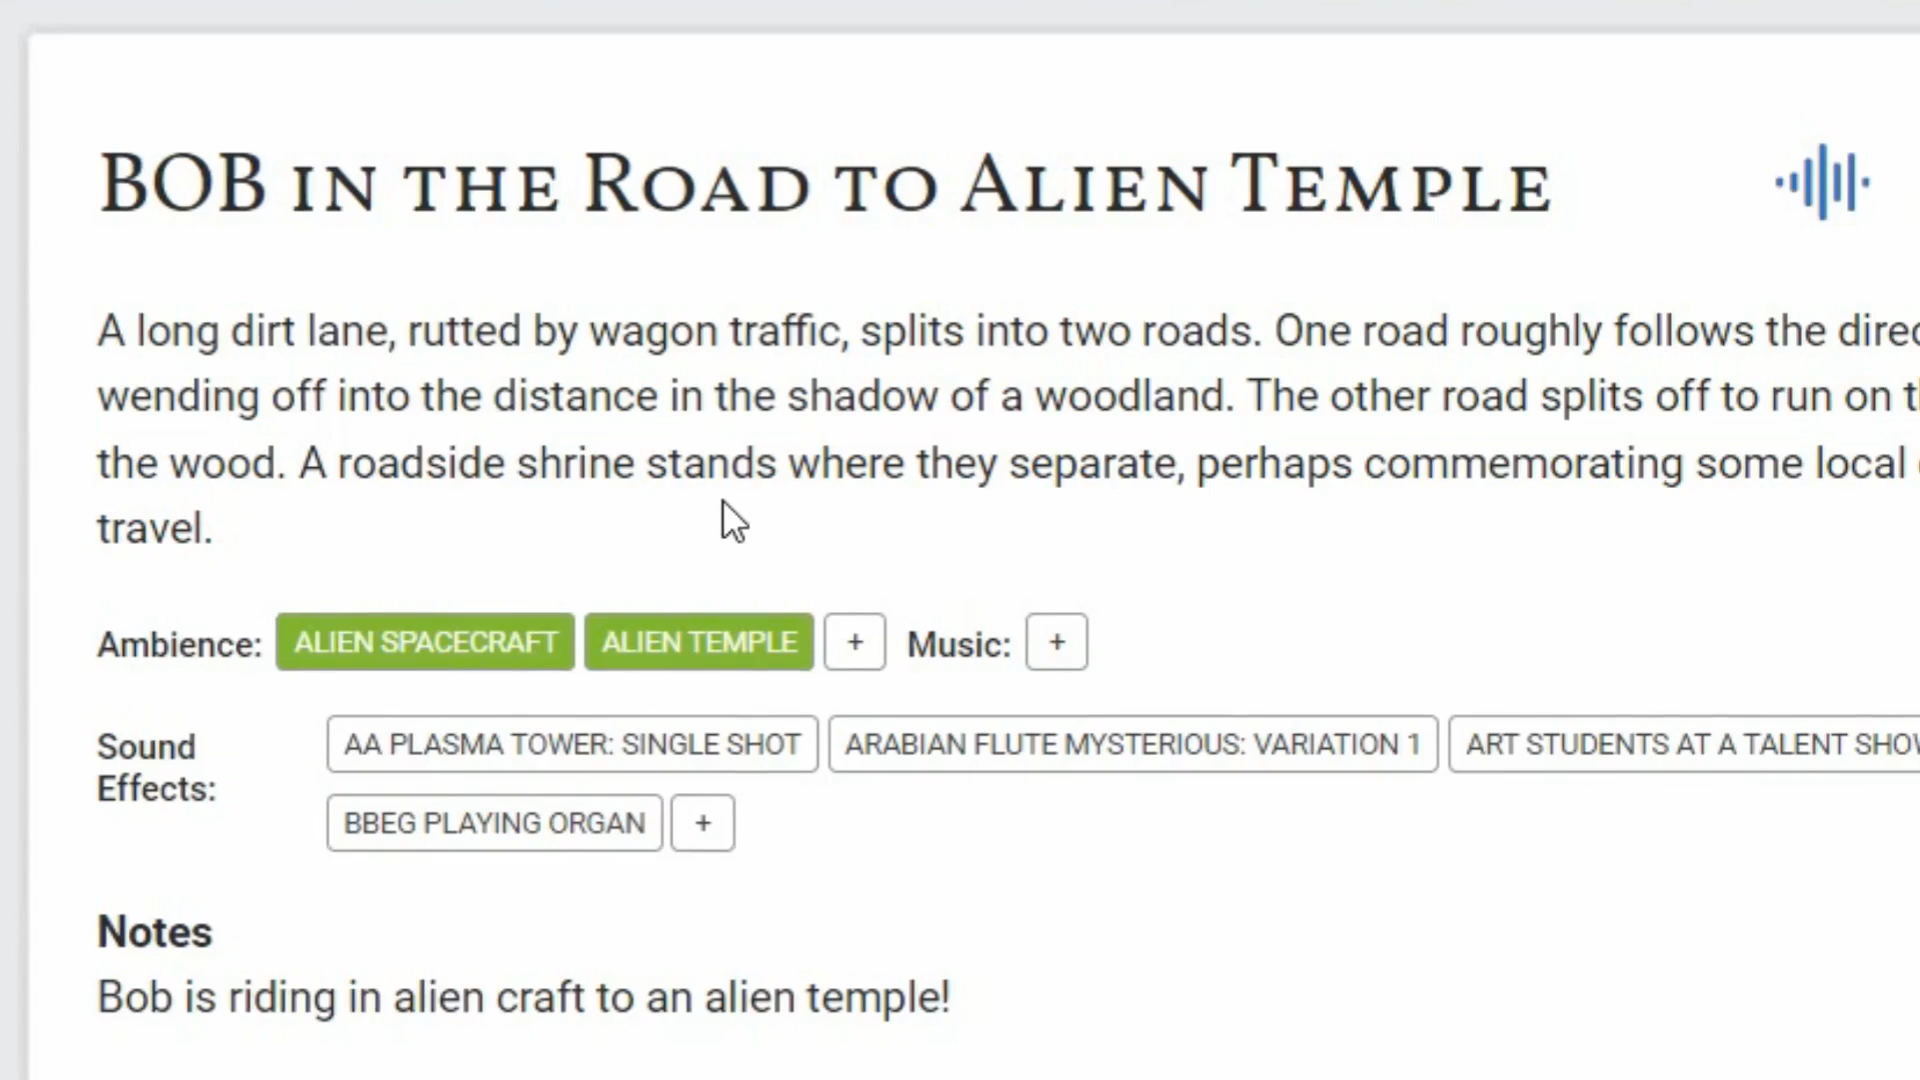 BOB in the Road to Alien Temple
A long dirt lane, rutted by wagon traffic, splits into two roads. One road roughly follows the
wending off into the distance in the shadow of a woodland. The other road splits off to run on
the wood. A roadside shrine stands where they separate, perhaps commemorating some local
travel.
Ambience: ALIEN SPACECRAFT ALIEN TEMPLE + Music: +
Sound Effects: AA PLASMA TOWER: SINGLE SHOT ARABIAN FLUTE MYSTERIOUS: VARIATION 1 ART STUDENTS AT A TALENT
BBEG PLAYING ORGAN +
Notes
Bob is riding in alien craft to an alien temple!